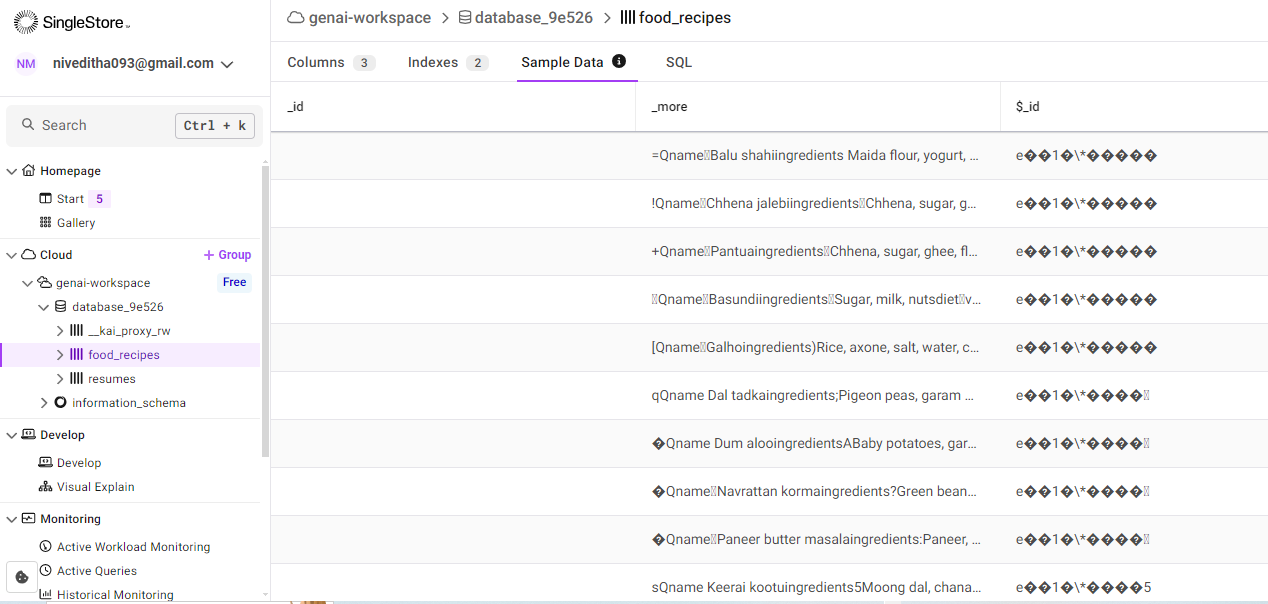 SingleStore
NM niveditha093@gmail.com
Search Ctrl + k
Homepage
Start 5
Gallery
Cloud + Group
genai-workspace Free
database_9e526
__kai_proxy_rw
food_recipes
resumes
information_schema
Develop
Develop
Visual Explain
Monitoring
Active Workload Monitoring
Active Queries
Historical Monitoring
genai-workspace > database_9e526 > food_recipes
Columns 3 Indexes 2 Sample Data SQL
_id _more $_id
=Qname▯Balu shahiingredients Maida flour, yogurt, ... e��1�\*�����
!Qname▯Chhena jalebiingredients▯Chhena, sugar, g... e��1�\*�����
+Qname▯Pantuaingredients▯Chhena, sugar, ghee, fl... e��1�\*�����
▯Qname▯Basundiingredients▯Sugar, milk, nutsdiet▯v... e��1�\*�����
[Qname▯Galhoingredients)Rice, axone, salt, water, c... e��1�\*�����
qQname Dal tadkaingredients;Pigeon peas, garam ... e��1�\*����▯
�Qname Dum alooingredientsABaby potatoes, gar... e��1�\*����▯
�Qname▯Navrattan kormaingredients?Green bean... e��1�\*����▯
�Qname▯Paneer butter masalaingredients:Paneer, ... e��1�\*����▯
sQname Keerai kootuingredients5Moong dal, chana... e��1�\*����5